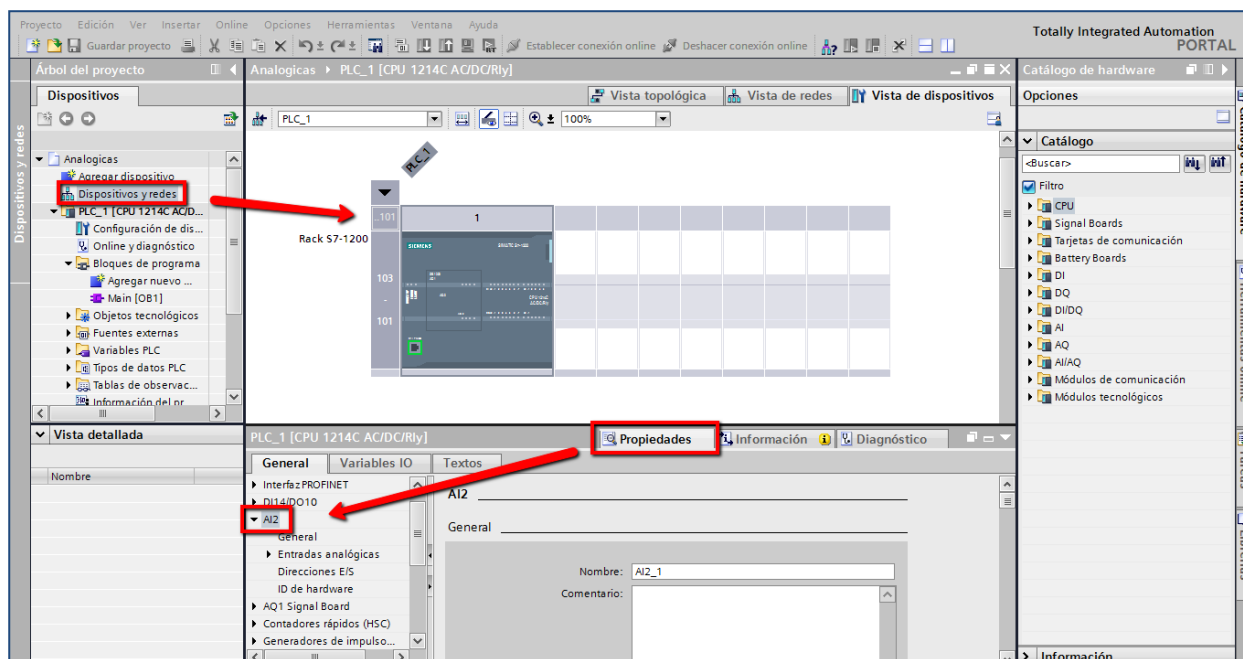 Proyecto Edición Ver Insertar Online Opciones Herramientas Ventana Ayuda
Guardar proyecto Establecer conexión online Deshacer conexión online
Totally Integrated Automation
PORTAL
Árbol del proyecto
Dispositivos
Dispositivos y redes
Analogicas
Agregar dispositivo
Dispositivos y redes
PLC_1 [CPU 1214C AC/D...
Configuración de dis...
Online y diagnóstico
Bloques de programa
Agregar nuevo ...
Main [OB1]
Objetos tecnológicos
Fuentes externas
Variables PLC
Tipos de datos PLC
Tablas de observac...
Información del pr
Vista detallada
Nombre
Analogicas PLC_1 [CPU 1214C AC/DC/Rly]
Vista topológica Vista de redes Vista de dispositivos
PLC_1 100%
PLC_1
..101 1
Rack S7-1200
SIEMENS
103
-
101
PLC_1 [CPU 1214C AC/DC/Rly]
Propiedades Información Diagnóstico
General Variables IO Textos
Interfaz PROFINET
DI14/DO10
AI2
General
Entradas analógicas
Direcciones E/S
ID de hardware
AQ1 Signal Board
Contadores rápidos (HSC)
Generadores de impulso...
AI2
General
Nombre: AI2_1
Comentario:
Catálogo de hardware
Opciones
Catálogo
<Buscar>
Filtro
CPU
Signal Boards
Tarjetas de comunicación
Battery Boards
DI
DQ
DI/DQ
AI
AQ
AI/AQ
Módulos de comunicación
Módulos tecnológicos
Información